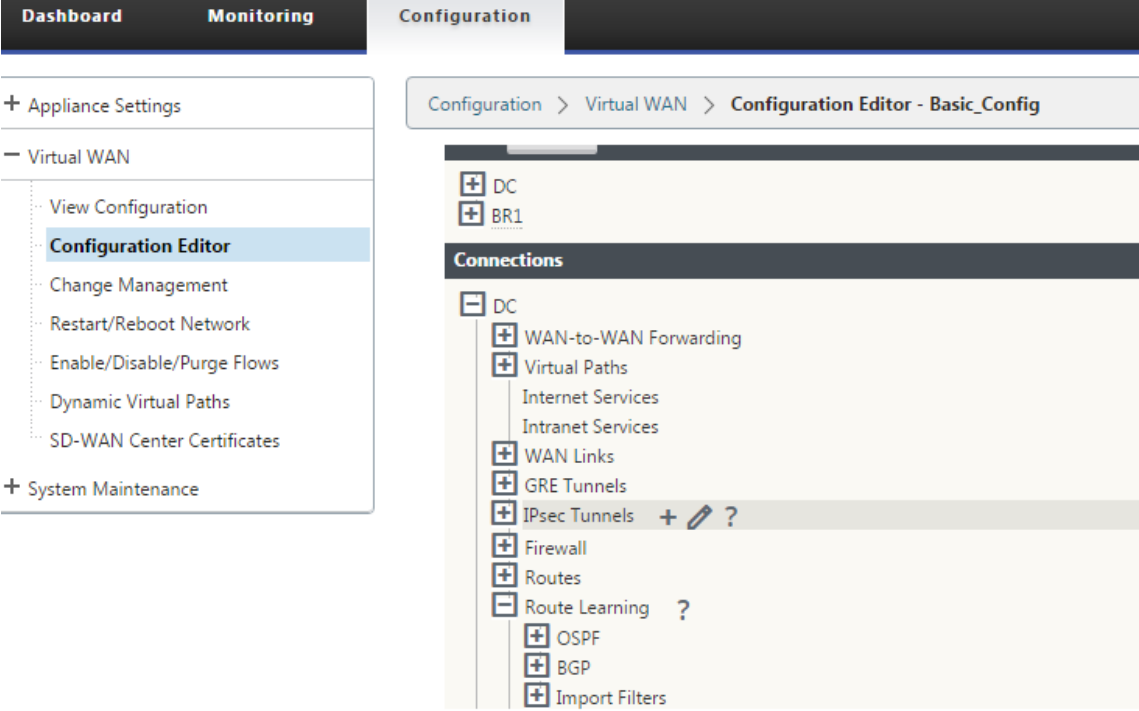 Dashboard Monitoring Configuration
+ Appliance Settings
− Virtual WAN
View Configuration
Configuration Editor
Change Management
Restart/Reboot Network
Enable/Disable/Purge Flows
Dynamic Virtual Paths
SD-WAN Center Certificates
+ System Maintenance
Configuration > Virtual WAN > Configuration Editor - Basic_Config
DC
BR1
Connections
DC
WAN-to-WAN Forwarding
Virtual Paths
Internet Services
Intranet Services
WAN Links
GRE Tunnels
IPsec Tunnels + ?
Firewall
Routes
Route Learning ?
OSPF
BGP
Import Filters